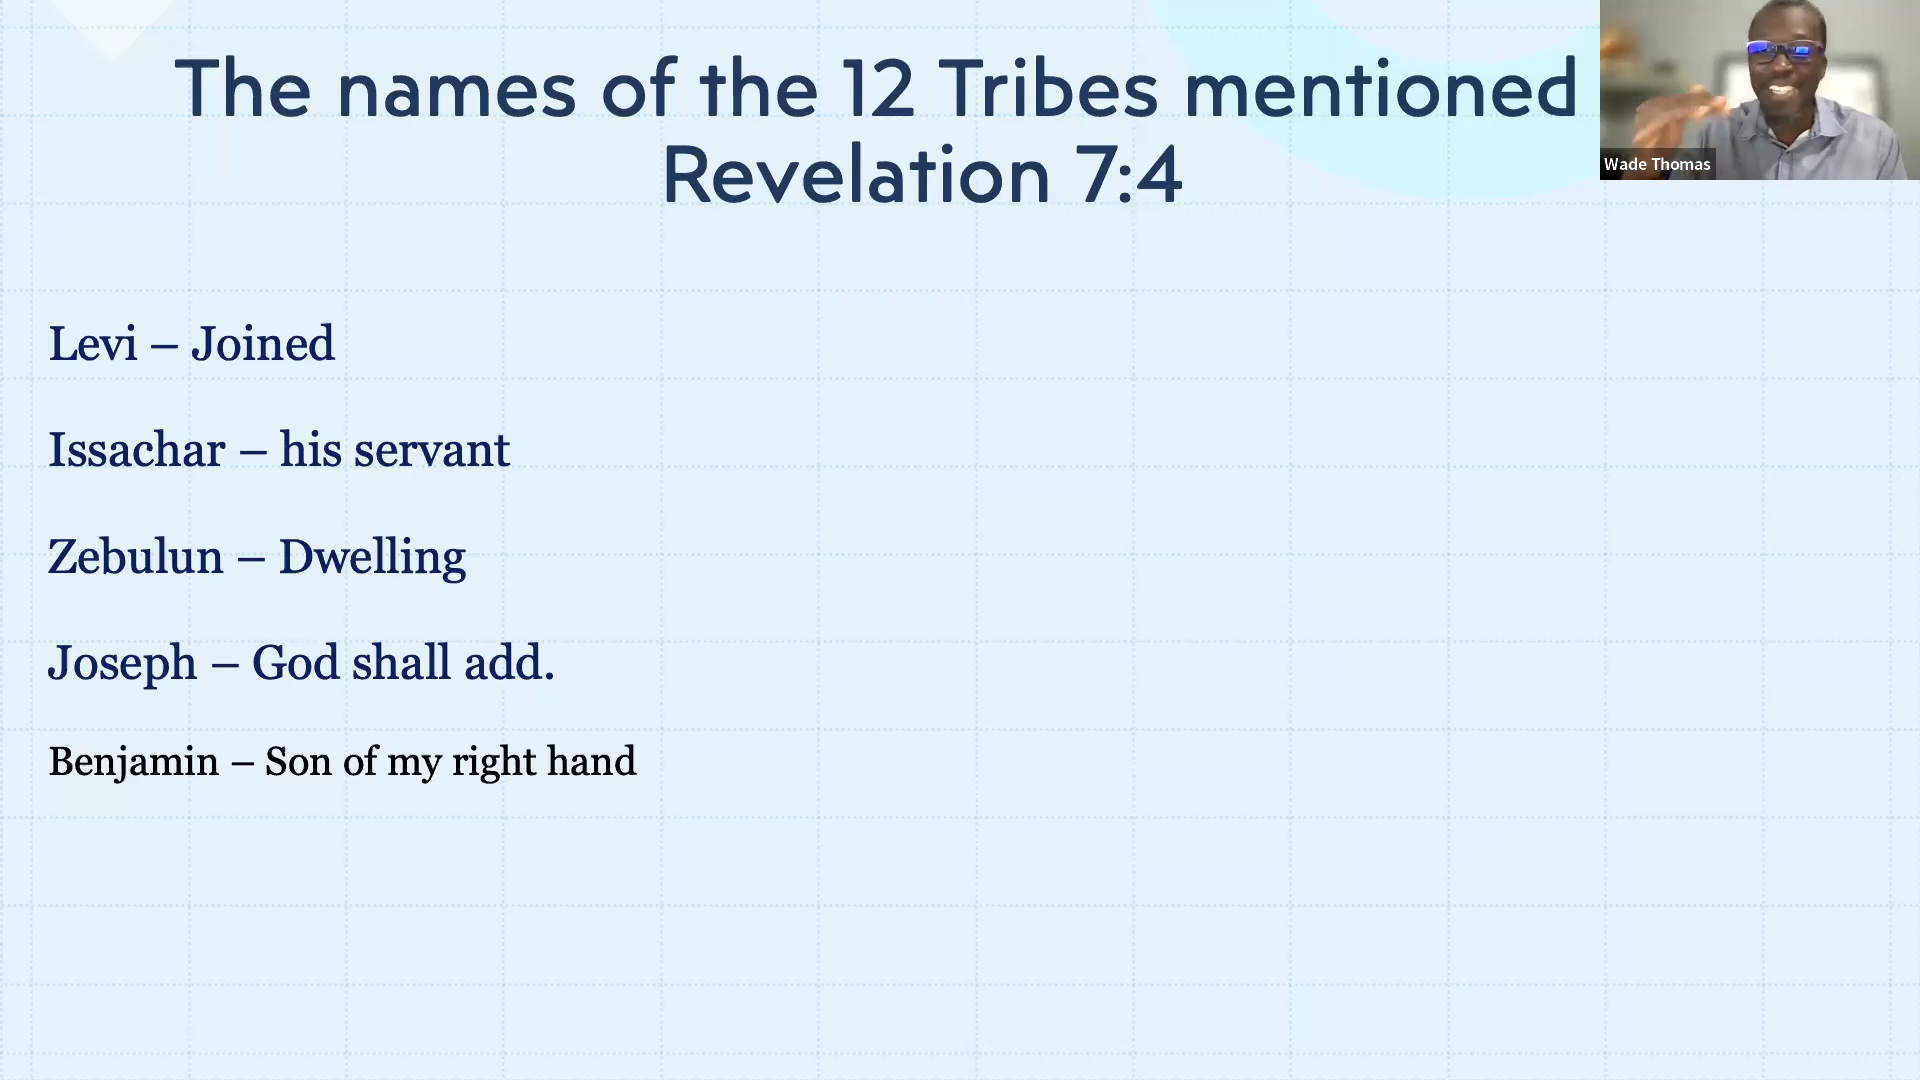 The names of the 12 Tribes mentioned
Revelation 7:4
Wade Thomas
Levi – Joined
Issachar – his servant
Zebulun – Dwelling
Joseph – God shall add.
Benjamin – Son of my right hand